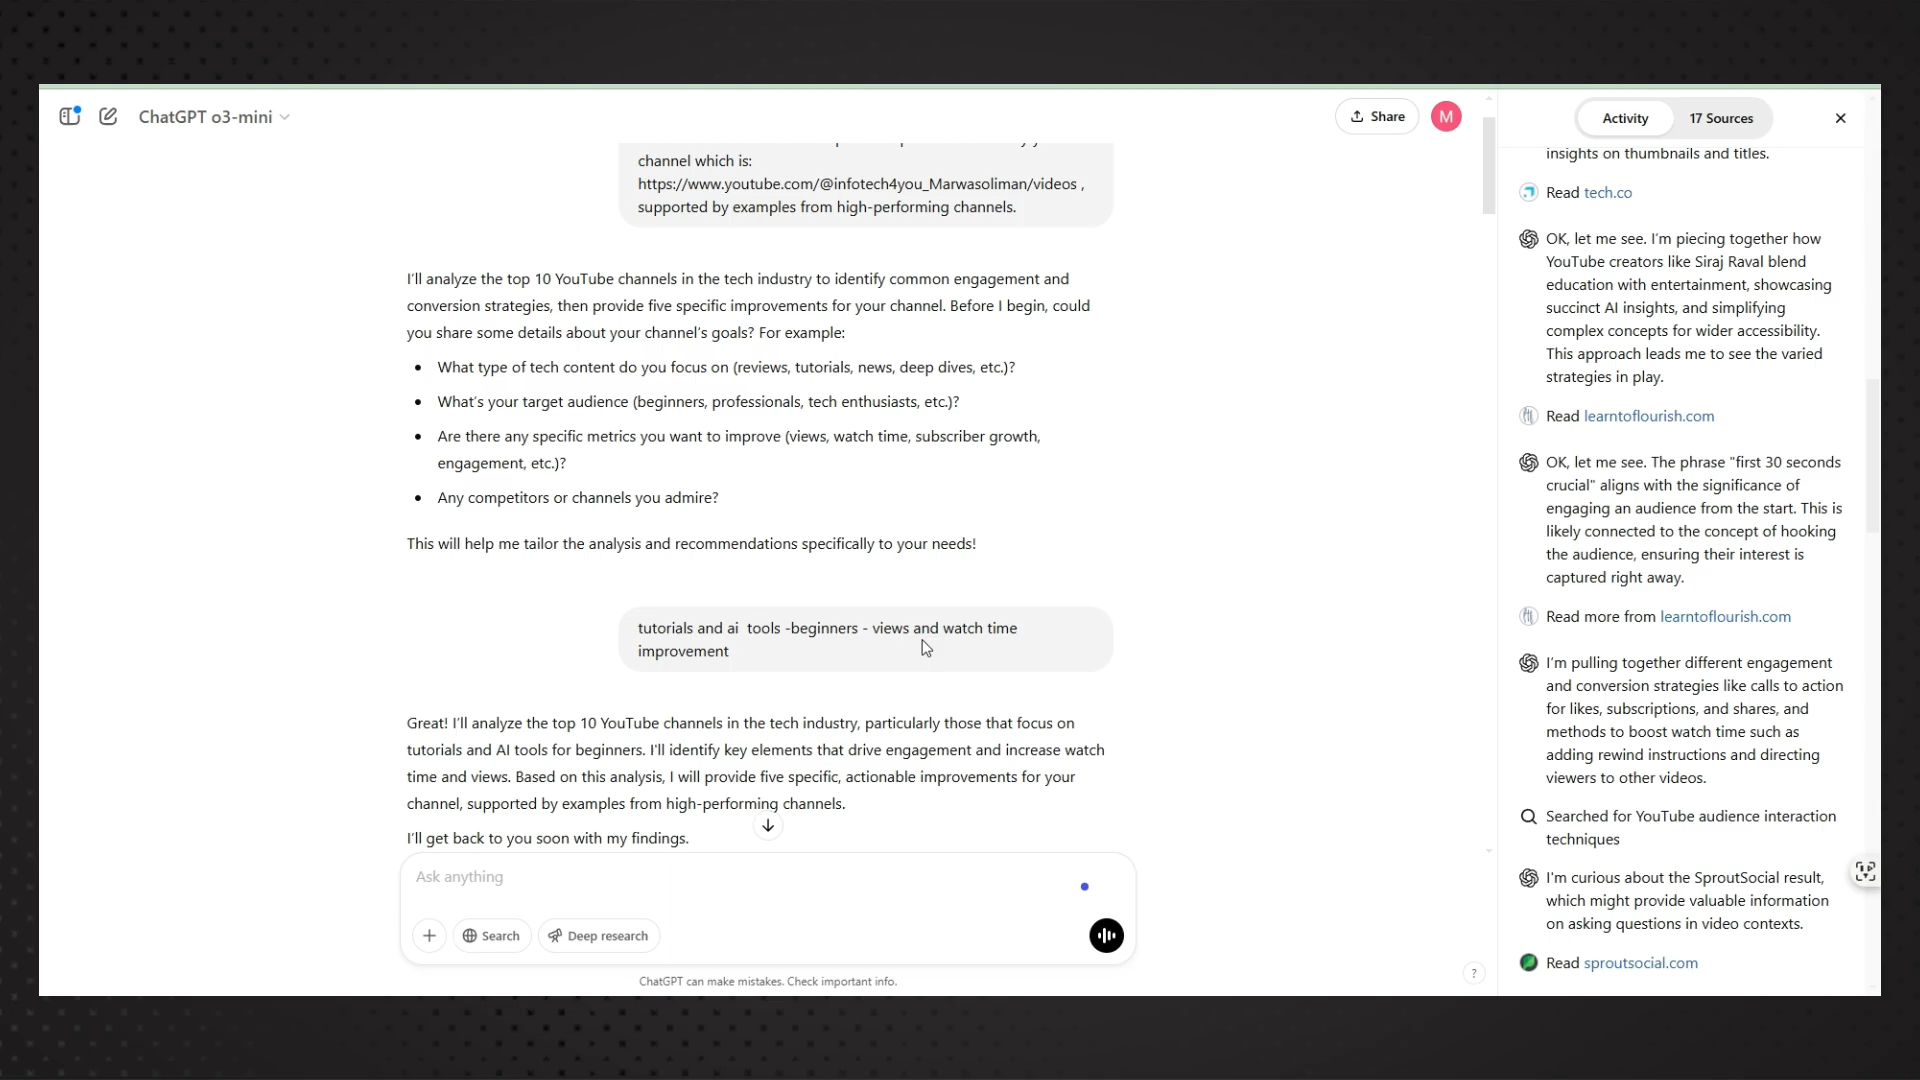 ChatGPT o3-mini
Share
M
channel which is:
https://www.youtube.com/@infotech4you_Marwasoliman/videos ,
supported by examples from high-performing channels.
I'll analyze the top 10 YouTube channels in the tech industry to identify common engagement and
conversion strategies, then provide five specific improvements for your channel. Before I begin, could
you share some details about your channel's goals? For example:
What type of tech content do you focus on (reviews, tutorials, news, deep dives, etc.)?
What's your target audience (beginners, professionals, tech enthusiasts, etc.)?
Are there any specific metrics you want to improve (views, watch time, subscriber growth,
engagement, etc.)?
Any competitors or channels you admire?
This will help me tailor the analysis and recommendations specifically to your needs!
tutorials and ai  tools -beginners - views and watch time
improvement
Great! I'll analyze the top 10 YouTube channels in the tech industry, particularly those that focus on
tutorials and AI tools for beginners. I'll identify key elements that drive engagement and increase watch
time and views. Based on this analysis, I will provide five specific, actionable improvements for your
channel, supported by examples from high-performing channels.
I'll get back to you soon with my findings.
Ask anything
Search
Deep research
ChatGPT can make mistakes. Check important info.
?
Activity
17 Sources
insights on thumbnails and titles.
Read tech.co
OK, let me see. I'm piecing together how
YouTube creators like Siraj Raval blend
education with entertainment, showcasing
succinct AI insights, and simplifying
complex concepts for wider accessibility.
This approach leads me to see the varied
strategies in play.
Read learntoflourish.com
OK, let me see. The phrase "first 30 seconds
crucial" aligns with the significance of
engaging an audience from the start. This is
likely connected to the concept of hooking
the audience, ensuring their interest is
captured right away.
Read more from learntoflourish.com
I'm pulling together different engagement
and conversion strategies like calls to action
for likes, subscriptions, and shares, and
methods to boost watch time such as
adding rewind instructions and directing
viewers to other videos.
Searched for YouTube audience interaction
techniques
I'm curious about the SproutSocial result,
which might provide valuable information
on asking questions in video contexts.
Read sproutsocial.com